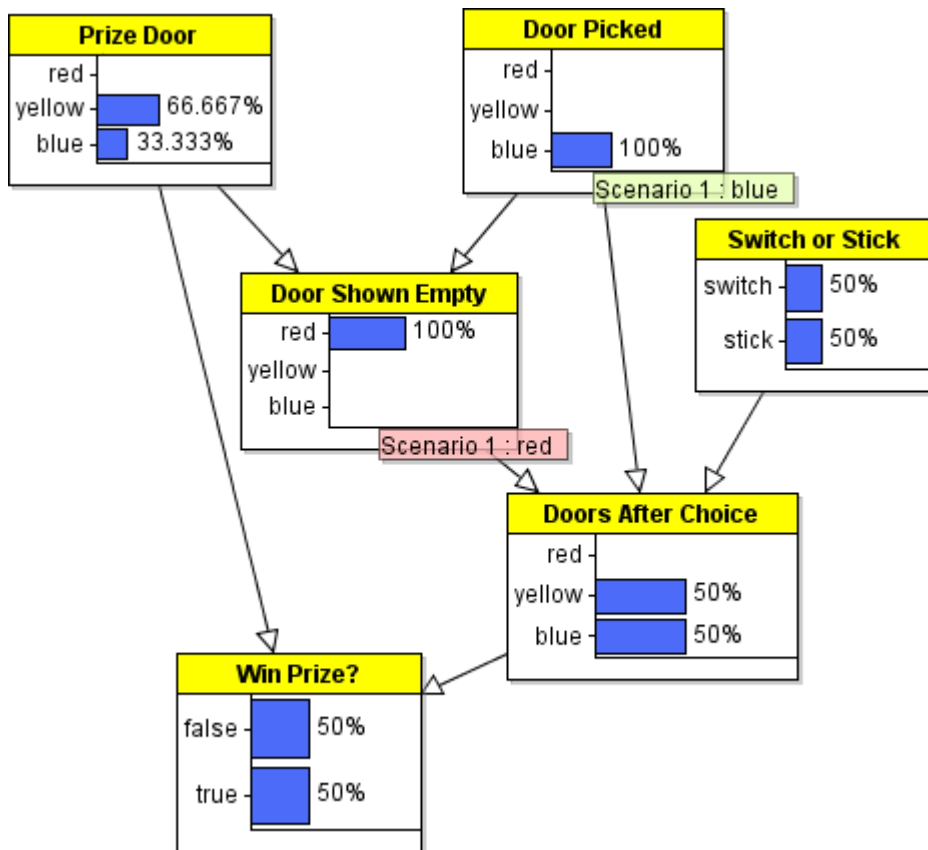 Prize Door
red
yellow 66.667%
blue 33.333%
Door Picked
red
yellow
blue 100%
Scenario 1 : blue
Switch or Stick
switch 50%
stick 50%
Door Shown Empty
red 100%
yellow
blue
Scenario 1 : red
Doors After Choice
red
yellow 50%
blue 50%
Win Prize?
false 50%
true 50%